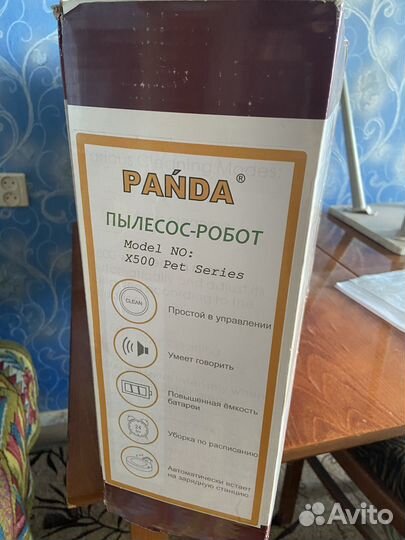 PAŃDA®
ПЫЛЕСОС-РОБОТ
Model NO:
X500 Pet Series
CLEAN
Простой в управлении
Умеет говорить
Повышенная ёмкость
батареи
24
Уборка по расписанию
Автоматически встает
на зарядную станцию
Avito